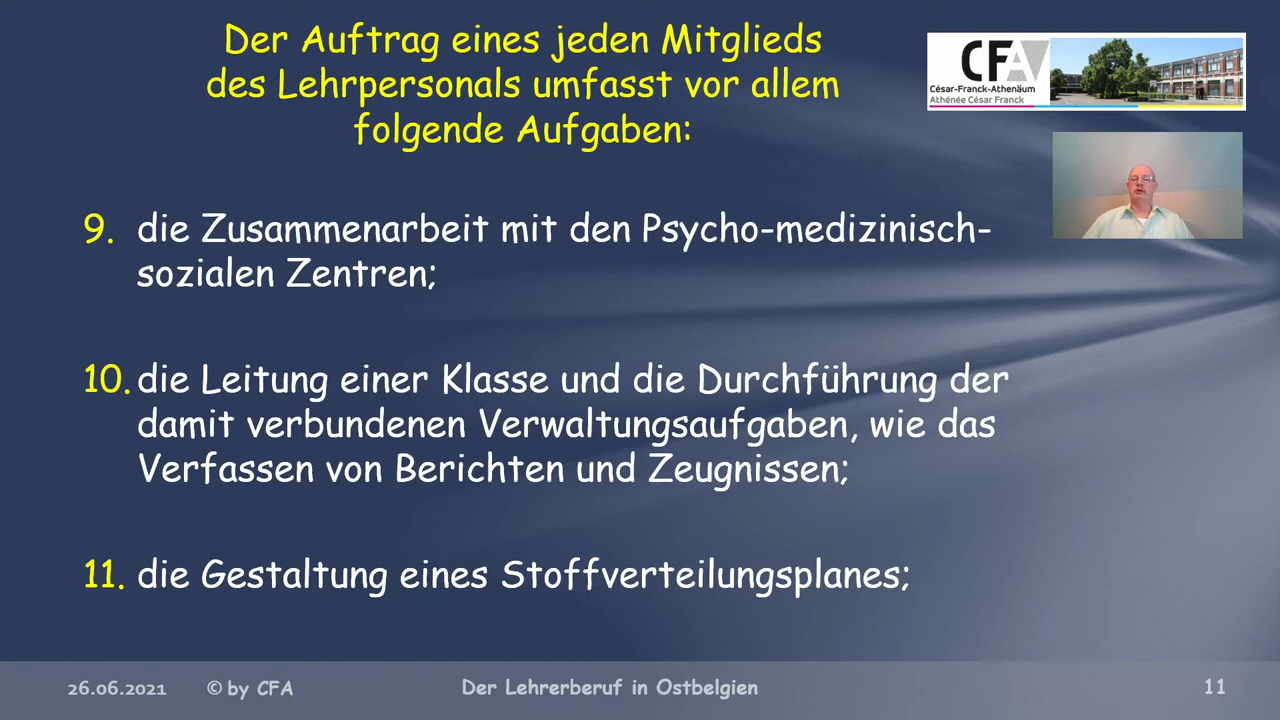 Der Auftrag eines jeden Mitglieds
des Lehrpersonals umfasst vor allem
folgende Aufgaben:
CFA
César-Franck-Athenäum
Athénée César Franck
9. die Zusammenarbeit mit den Psycho-medizinisch-
sozialen Zentren;
10. die Leitung einer Klasse und die Durchführung der
damit verbundenen Verwaltungsaufgaben, wie das
Verfassen von Berichten und Zeugnissen;
11. die Gestaltung eines Stoffverteilungsplanes;
26.06.2021 © by CFA Der Lehrerberuf in Ostbelgien 11